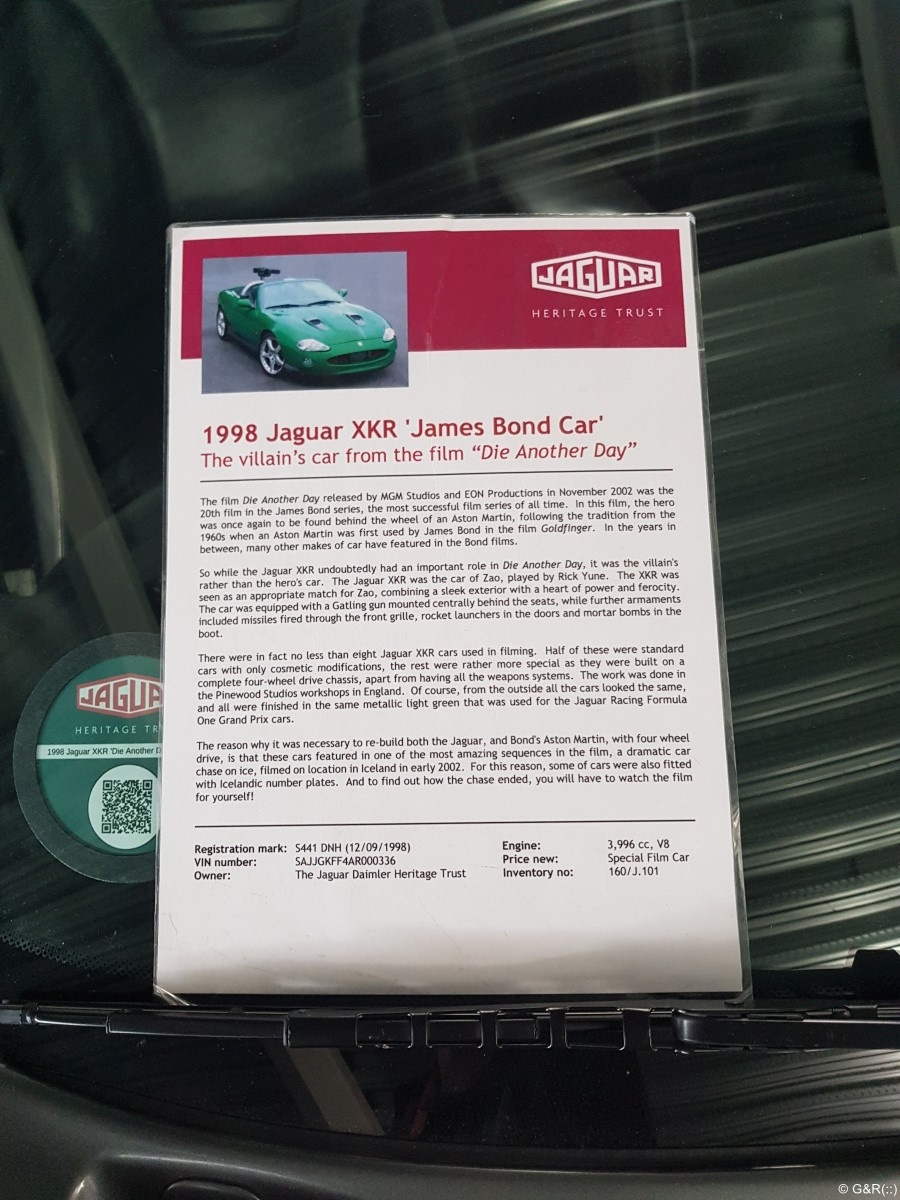 JAGUAR
HERITAGE TRUST
1998 Jaguar XKR 'James Bond Car'
The villain's car from the film “Die Another Day”
The film Die Another Day released by MGM Studios and EON Productions in November 2002 was the
20th film in the James Bond series, the most successful film series of all time. In this film, the hero
was once again to be found behind the wheel of an Aston Martin, following the tradition from the
1960s when an Aston Martin was first used by James Bond in the film Goldfinger. In the years in
between, many other makes of car have featured in the Bond films.
So while the Jaguar XKR undoubtedly had an important role in Die Another Day, it was the villain's
rather than the hero's car. The Jaguar XKR was the car of Zao, played by Rick Yune. The XKR was
seen as an appropriate match for Zao, combining a sleek exterior with a heart of power and ferocity.
The car was equipped with a Gatling gun mounted centrally behind the seats, while further armaments
included missiles fired through the front grille, rocket launchers in the doors and mortar bombs in the
boot.
There were in fact no less than eight Jaguar XKR cars used in filming. Half of these were standard
cars with only cosmetic modifications, the rest were rather more special as they were built on a
complete four-wheel drive chassis, apart from having all the weapons systems. The work was done in
the Pinewood Studios workshops in England. Of course, from the outside all the cars looked the same,
and all were finished in the same metallic light green that was used for the Jaguar Racing Formula
One Grand Prix cars.
The reason why it was necessary to re-build both the Jaguar, and Bond's Aston Martin, with four wheel
drive, is that these cars featured in one of the most amazing sequences in the film, a dramatic car
chase on ice, filmed on location in Iceland in early 2002. For this reason, some of cars were also fitted
with Icelandic number plates. And to find out how the chase ended, you will have to watch the film
for yourself!
Registration mark: S441 DNH (12/09/1998)
VIN number: SAJJGKFF4AR000336
Owner: The Jaguar Daimler Heritage Trust
Engine: 3,996 cc, V8
Price new: Special Film Car
Inventory no: 160/J.101
JAGUA
HERITAGE TR
1998 Jaguar XKR 'Die Another D
© G&R(::)